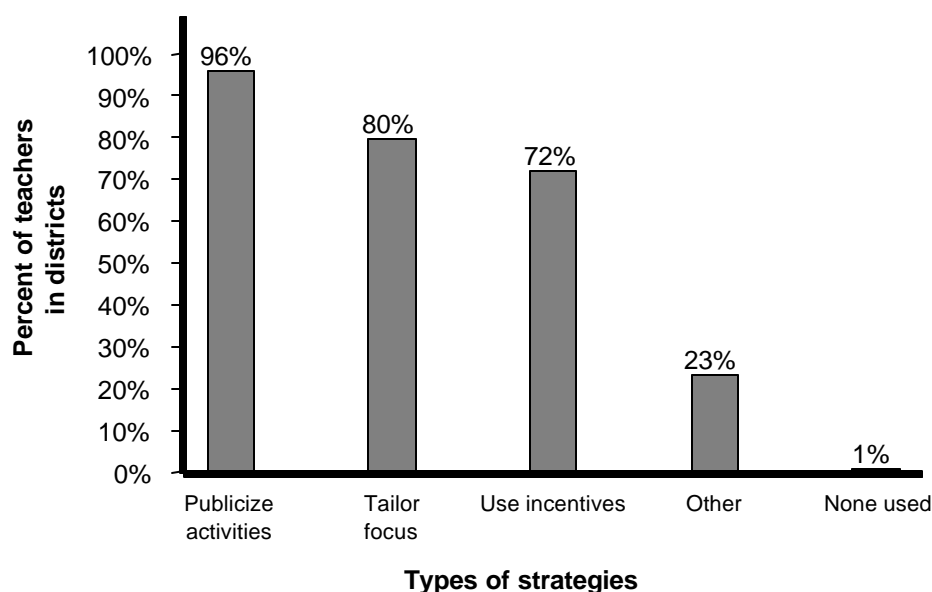 96%
80%
72%
23%
1%
100%
90%
80%
70%
60%
50%
40%
30%
20%
10%
0%
Percent of teachers
in districts
Publicize
activities
Tailor
focus
Use incentives
Other
None used
Types of strategies